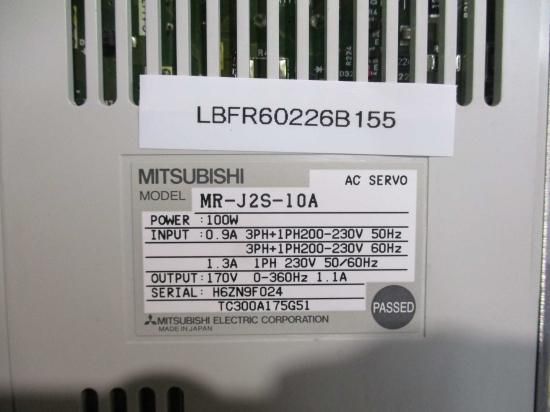 LBFR60226B155
MITSUBISHI AC SERVO
MODEL MR-J2S-10A
POWER : 100W
INPUT : 0.9A 3PH+1PH200-230V 50Hz
3PH+1PH200-230V 60Hz
1.3A 1PH 230V 50/60Hz
OUTPUT: 170V 0-360Hz 1.1A
SERIAL: H6ZN9F024
TC300A175G51
PASSED
MITSUBISHI ELECTRIC CORPORATION
MADE IN JAPAN